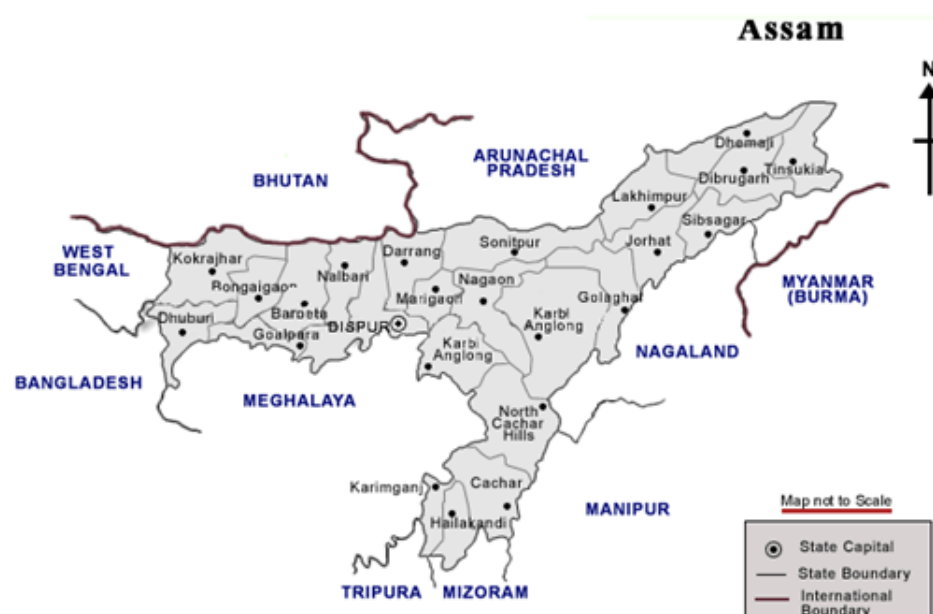 Assam
N
ARUNACHAL
PRADESH
BHUTAN
Dhemaji
Tinsukia
Dibrugarh
Lakhimpur
Sibsagar
WEST
BENGAL
Kokrajhar
Darrang
Sonitpur
Jorhat
Nalbari
Nagaon
MYANMAR
(BURMA)
Bongaigaon
Marigaon
Golaghat
Dhuburi
Barpeta
Karbi
Anglong
DISPUR
Goalpara
Karbi
Anglong
NAGALAND
BANGLADESH
MEGHALAYA
North
Cachar
Hills
Karimganj
Cachar
Hailakandi
MANIPUR
Map not to Scale
State Capital
State Boundary
International
Boundary
TRIPURA
MIZORAM